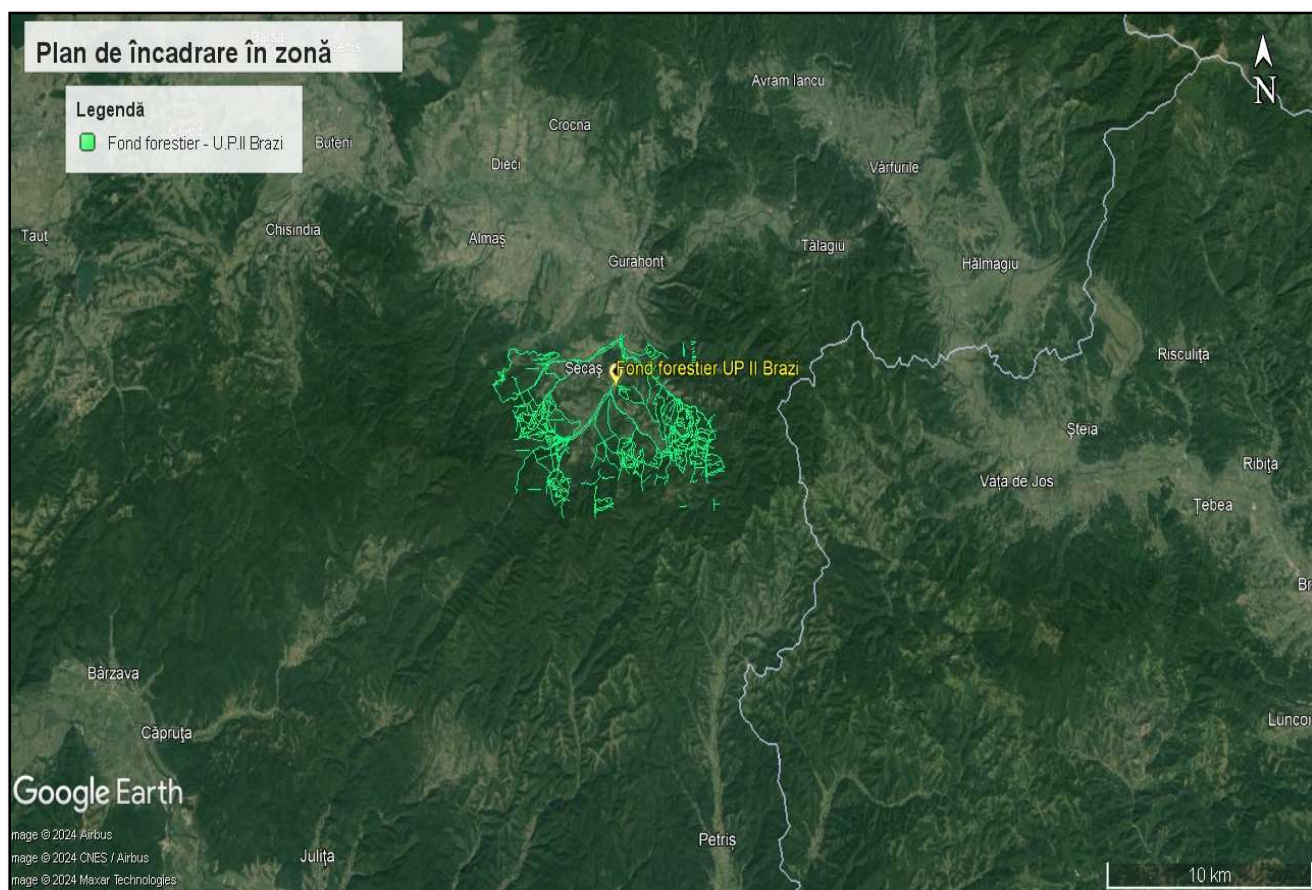 Plan de încadrare în zonă
Legendă
Fond forestier - U.P.II Brazi
N
Avram Iancu
Crocna
Buteni
Dieci
Vârfurile
Chisindia
Tauț
Almaș
Tălagiu
Gurahonț
Hălmagiu
Risculița
Secaș
Fond forestier UP II Brazi
Șteia
Ribița
Vața de Jos
Țebea
Br
Bârzava
Căpruța
Luncoi
Google Earth
mage © 2024 Airbus
mage © 2024 CNES / Airbus
mage © 2024 Maxar Technologies
Julița
Petriș
10 km